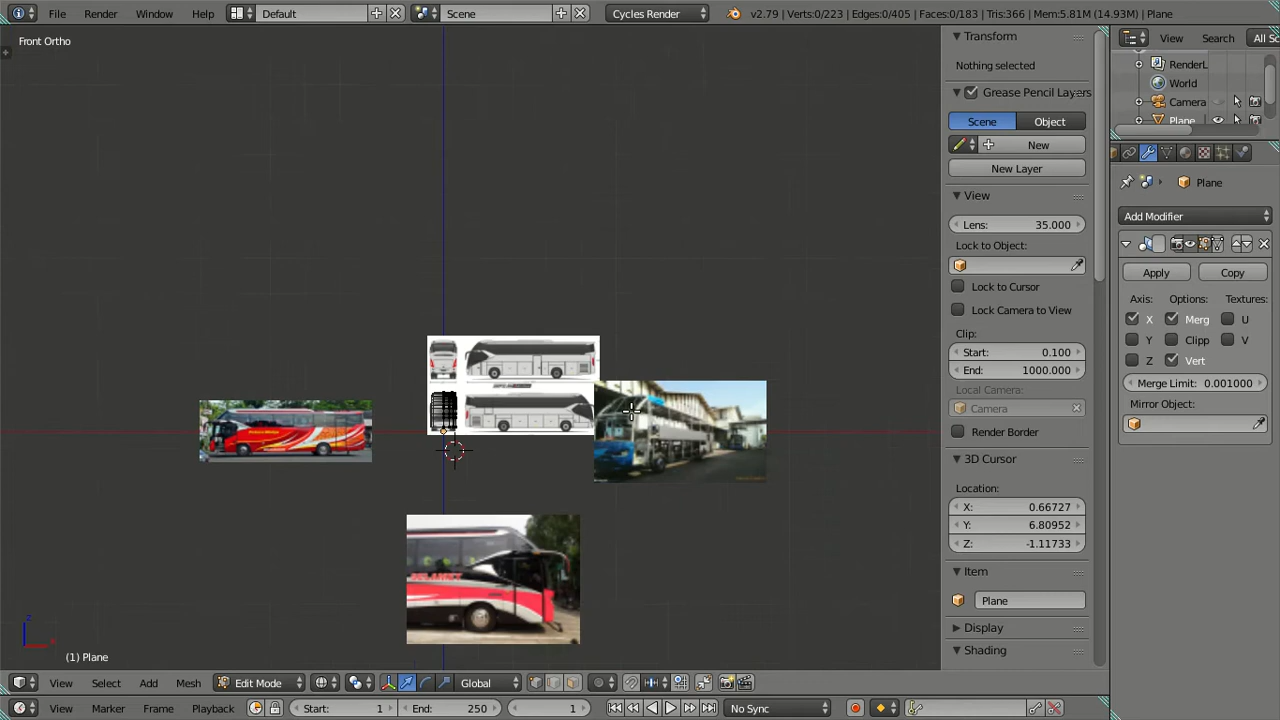 File Render Window Help Default Scene Cycles Render v2.79 | Verts:0/223 | Edges:0/405 | Faces:0/183 | Tris:366 | Mem:5.81M (14.93M) | Plane
Front Ortho
Transform
Nothing selected
Grease Pencil Layers
Scene Object
New
New Layer
View
Lens: 35.000
Lock to Object:
Lock to Cursor
Lock Camera to View
Clip:
Start: 0.100
End: 1000.000
Local Camera:
Camera
Render Border
3D Cursor
Location:
X: 0.66727
Y: 6.80952
Z: -1.11733
Item
Plane
Display
Shading
View Search All Sc
RenderL
World
Camera
Plane
Plane
Add Modifier
Apply Copy
Axis: Options: Textures:
X Merg U
Y Clipp V
Z Vert
Merge Limit: 0.001000
Mirror Object:
(1) Plane
View Select Add Mesh Edit Mode Global
View Marker Frame Playback Start: 1 End: 250 1 No Sync